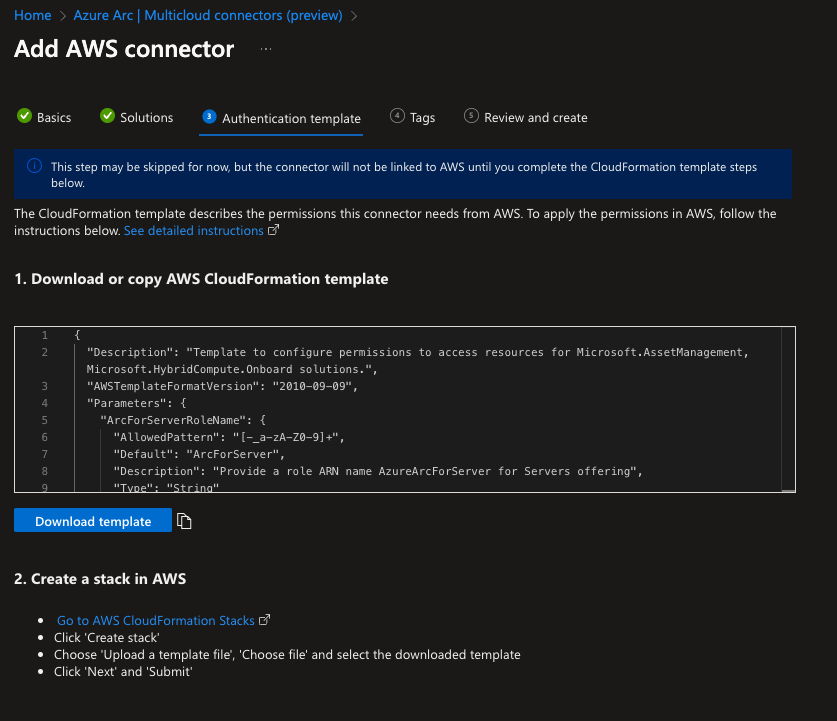 Home > Azure Arc | Multicloud connectors (preview) >
Add AWS connector ...
Basics Solutions 3 Authentication template 4 Tags 5 Review and create
This step may be skipped for now, but the connector will not be linked to AWS until you complete the CloudFormation template steps
below.
The CloudFormation template describes the permissions this connector needs from AWS. To apply the permissions in AWS, follow the
instructions below. See detailed instructions
1. Download or copy AWS CloudFormation template
1 {
2 "Description": "Template to configure permissions to access resources for Microsoft.AssetManagement,
Microsoft.HybridCompute.Onboard solutions.",
3 "AWSTemplateFormatVersion": "2010-09-09",
4 "Parameters": {
5 "ArcForServerRoleName": {
6 "AllowedPattern": "[-_a-zA-Z0-9]+",
7 "Default": "ArcForServer",
8 "Description": "Provide a role ARN name AzureArcForServer for Servers offering",
9 "Type": "String"
Download template
2. Create a stack in AWS
• Go to AWS CloudFormation Stacks
• Click 'Create stack'
• Choose 'Upload a template file', 'Choose file' and select the downloaded template
• Click 'Next' and 'Submit'